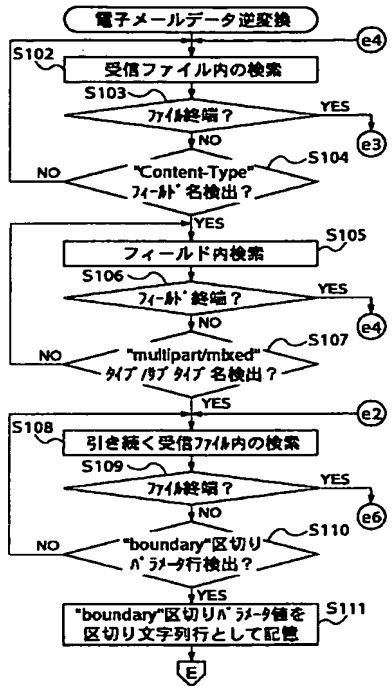 電子メールデータ逆変換
e4
S102
受信ファイル内の検索
S103
ファイル終端?
YES
e3
NO
S104
NO
"Content-Type"
フィールド名検出?
YES
S105
フィールド内検索
S106
フィールド終端?
YES
e4
NO
S107
NO
"multipart/mixed"
タイプ/サブタイプ名検出?
YES
e2
S108
引き続く受信ファイル内の検索
S109
ファイル終端?
YES
e6
NO
S110
NO
"boundary"区切り
パラメータ行検出?
YES
S111
"boundary"区切りパラメータ値を
区切り文字列行として記憶
E